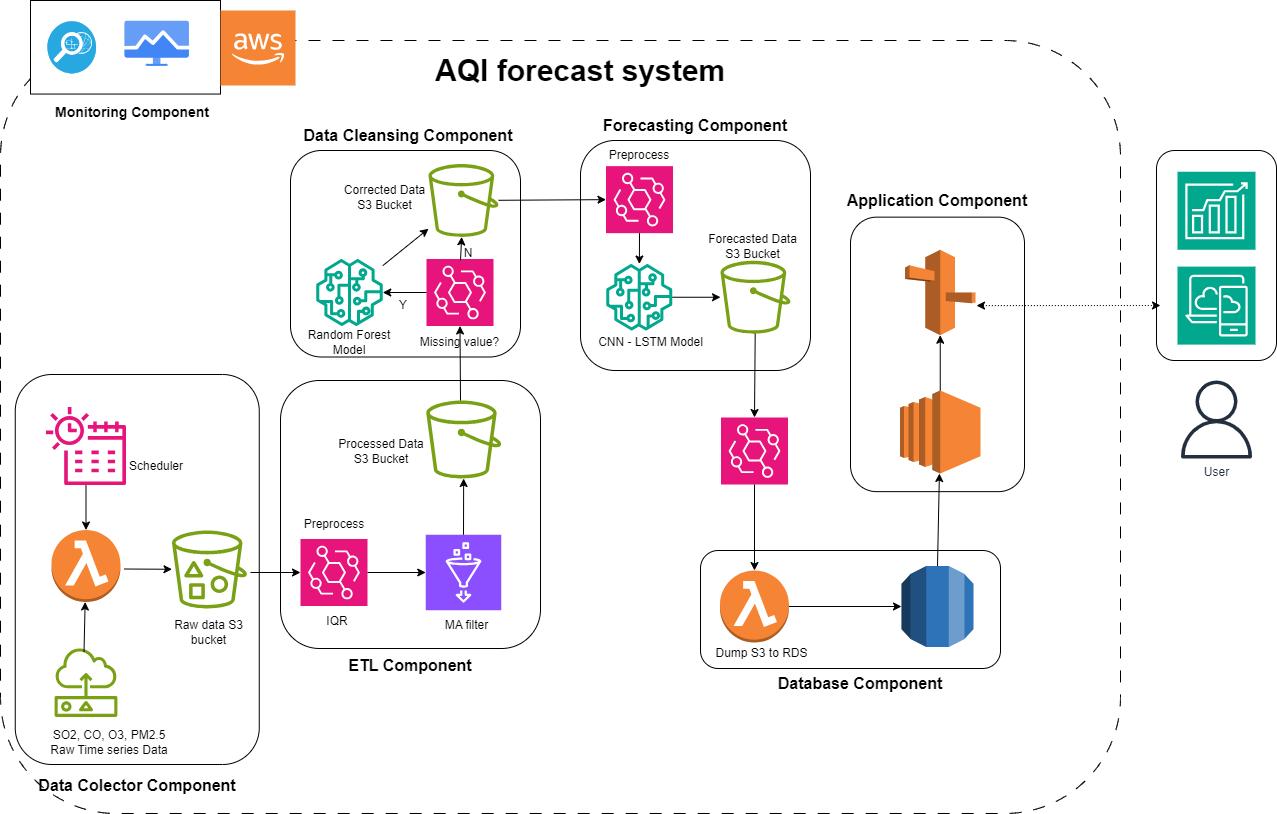 aws
AQI forecast system
Monitoring Component
Data Cleansing Component
Corrected Data
S3 Bucket
N
Y
Random Forest
Model
Missing value?
Forecasting Component
Preprocess
Forecasted Data
S3 Bucket
CNN - LSTM Model
Application Component
User
Scheduler
Raw data S3
bucket
SO2, CO, O3, PM2.5
Raw Time series Data
Data Colector Component
Processed Data
S3 Bucket
Preprocess
IQR
MA filter
ETL Component
Dump S3 to RDS
Database Component